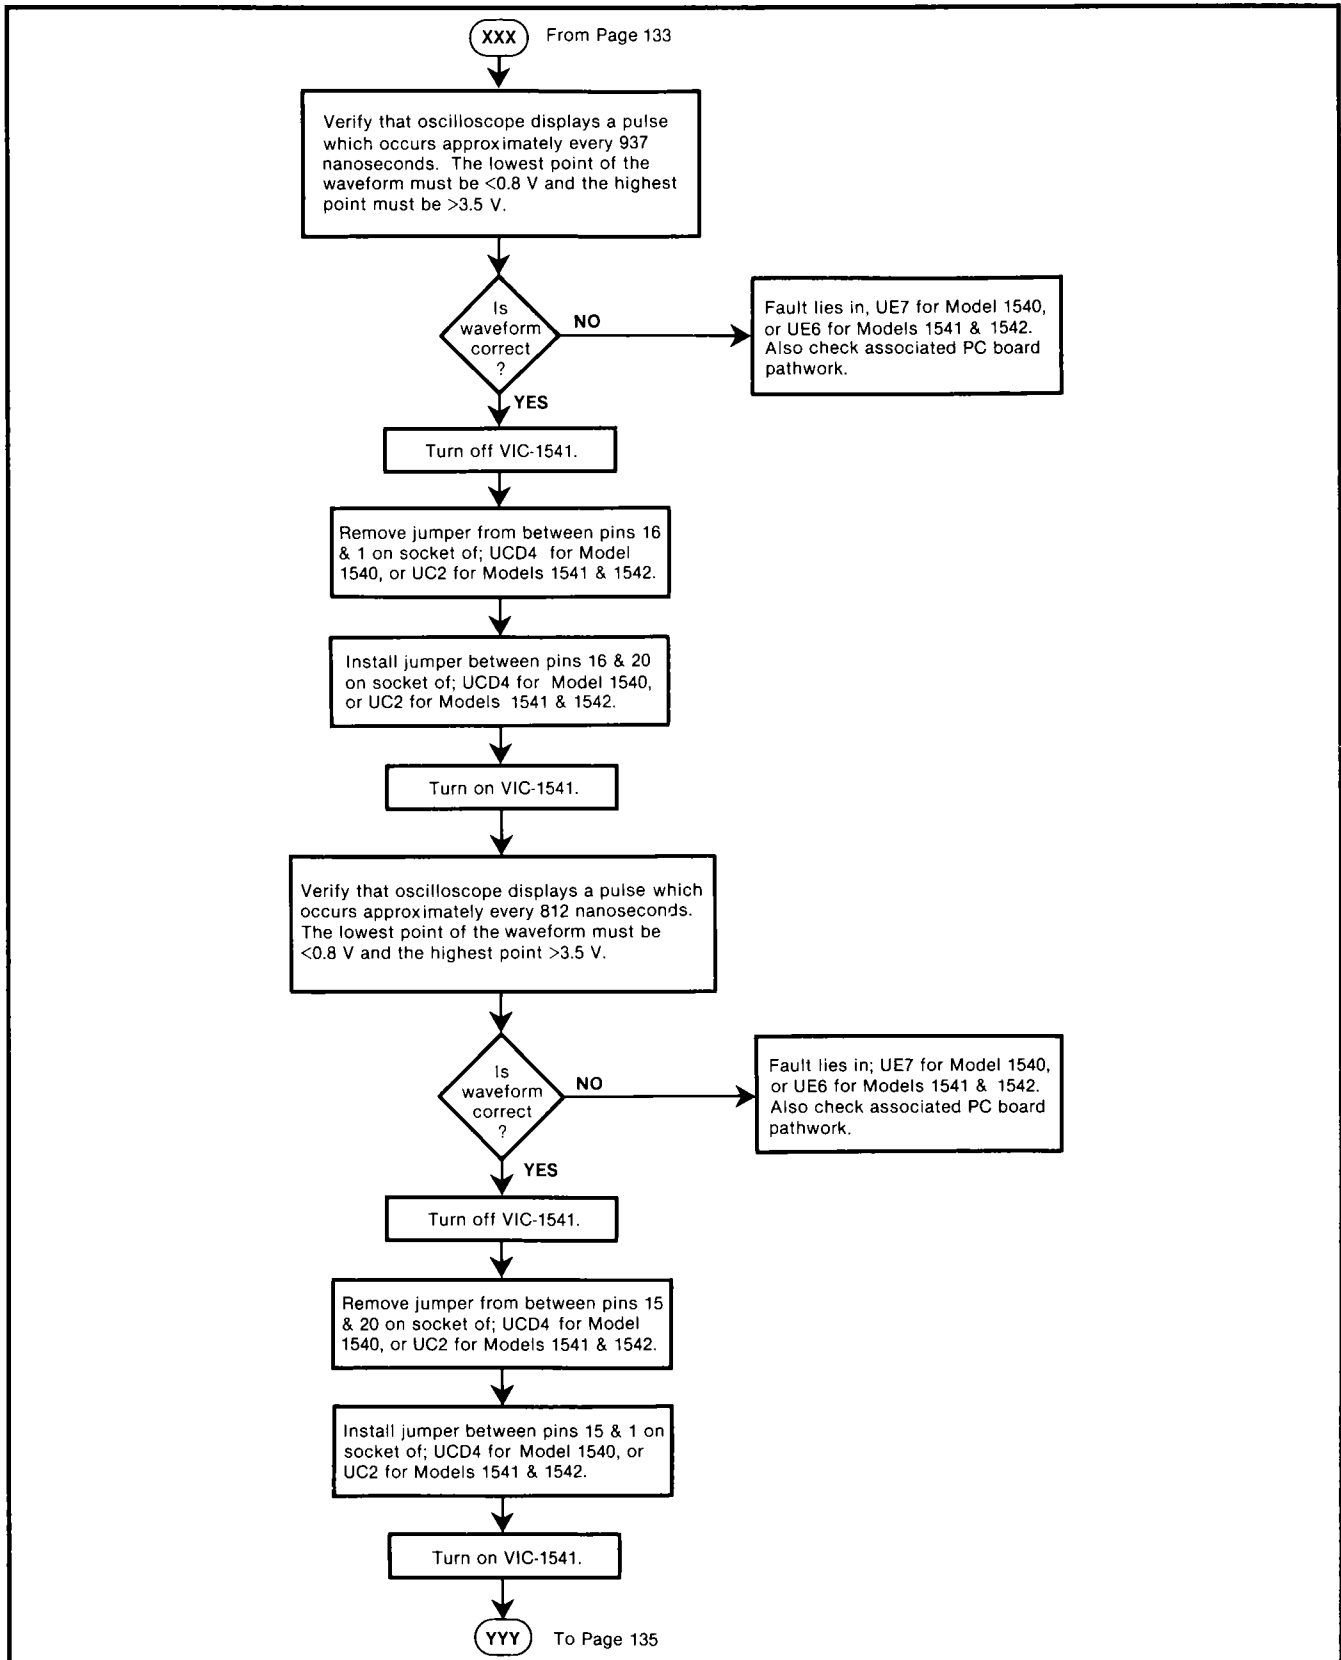 XXX From Page 133
Verify that oscilloscope displays a pulse
which occurs approximately every 937
nanoseconds. The lowest point of the
waveform must be <0.8 V and the highest
point must be >3.5 V.
Is
waveform
correct
?
NO
Fault lies in, UE7 for Model 1540,
or UE6 for Models 1541 & 1542.
Also check associated PC board
pathwork.
YES
Turn off VIC-1541.
Remove jumper from between pins 16
& 1 on socket of; UCD4 for Model
1540, or UC2 for Models 1541 & 1542.
Install jumper between pins 16 & 20
on socket of; UCD4 for Model 1540,
or UC2 for Models 1541 & 1542.
Turn on VIC-1541.
Verify that oscilloscope displays a pulse which
occurs approximately every 812 nanoseconds.
The lowest point of the waveform must be
<0.8 V and the highest point >3.5 V.
Is
waveform
correct
?
NO
Fault lies in; UE7 for Model 1540,
or UE6 for Models 1541 & 1542.
Also check associated PC board
pathwork.
YES
Turn off VIC-1541.
Remove jumper from between pins 15
& 20 on socket of; UCD4 for Model
1540, or UC2 for Models 1541 & 1542.
Install jumper between pins 15 & 1 on
socket of; UCD4 for Model 1540, or
UC2 for Models 1541 & 1542.
Turn on VIC-1541.
YYY To Page 135